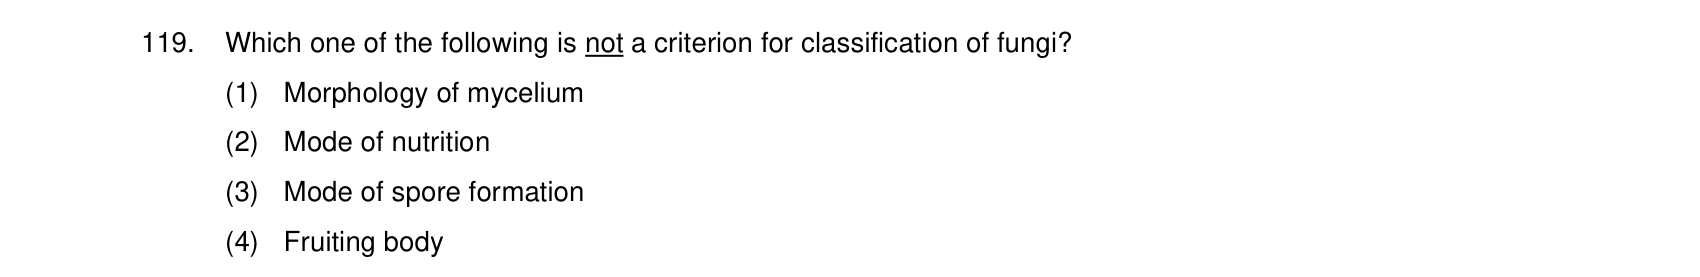 119. Which one of the following is not a criterion for classification of fungi?
(1) Morphology of mycelium
(2) Mode of nutrition
(3) Mode of spore formation
(4) Fruiting body